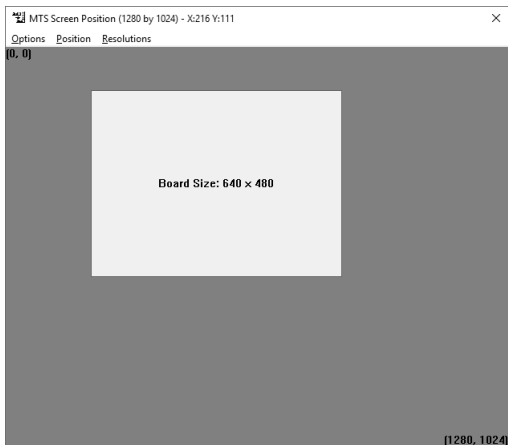 MTS Screen Position (1280 by 1024) - X:216 Y:111
Options Position Resolutions
(0, 0)
Board Size: 640 × 480
(1280, 1024)